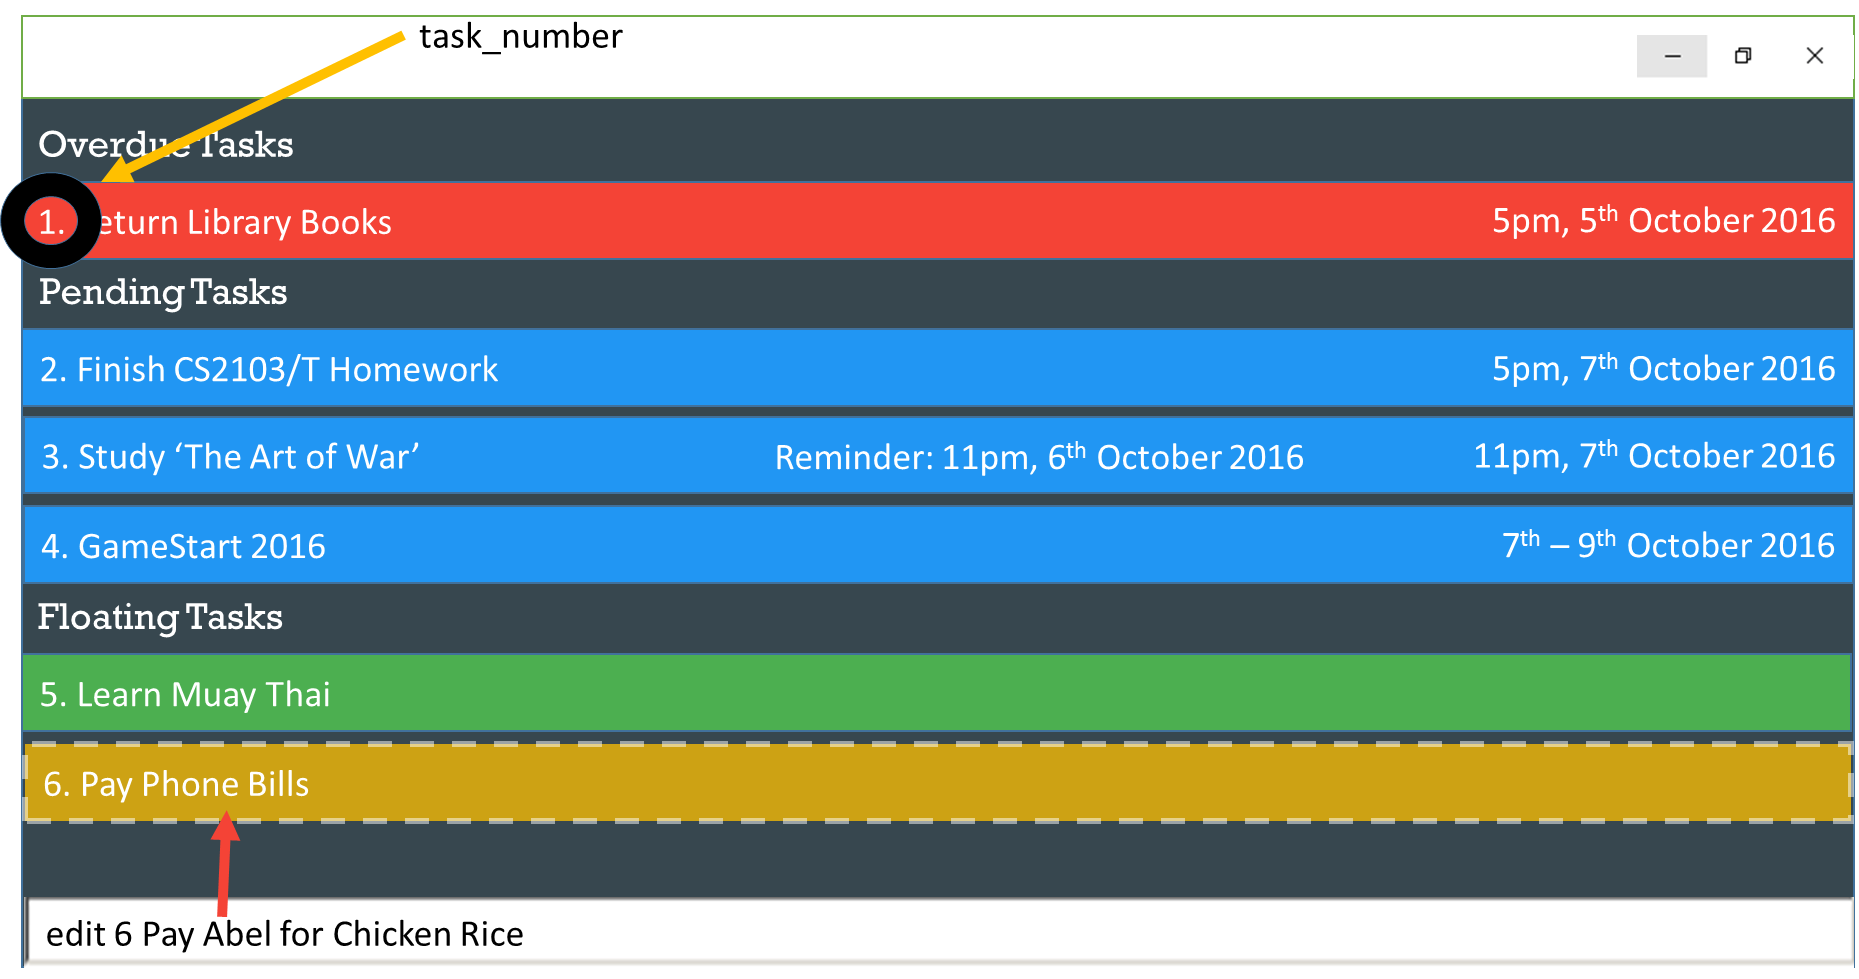 task_number
Overdue Tasks
1. eturn Library Books 5pm, 5th October 2016
Pending Tasks
2. Finish CS2103/T Homework 5pm, 7th October 2016
3. Study ‘The Art of War’ Reminder: 11pm, 6th October 2016 11pm, 7th October 2016
4. GameStart 2016 7th – 9th October 2016
Floating Tasks
5. Learn Muay Thai
6. Pay Phone Bills
edit 6 Pay Abel for Chicken Rice